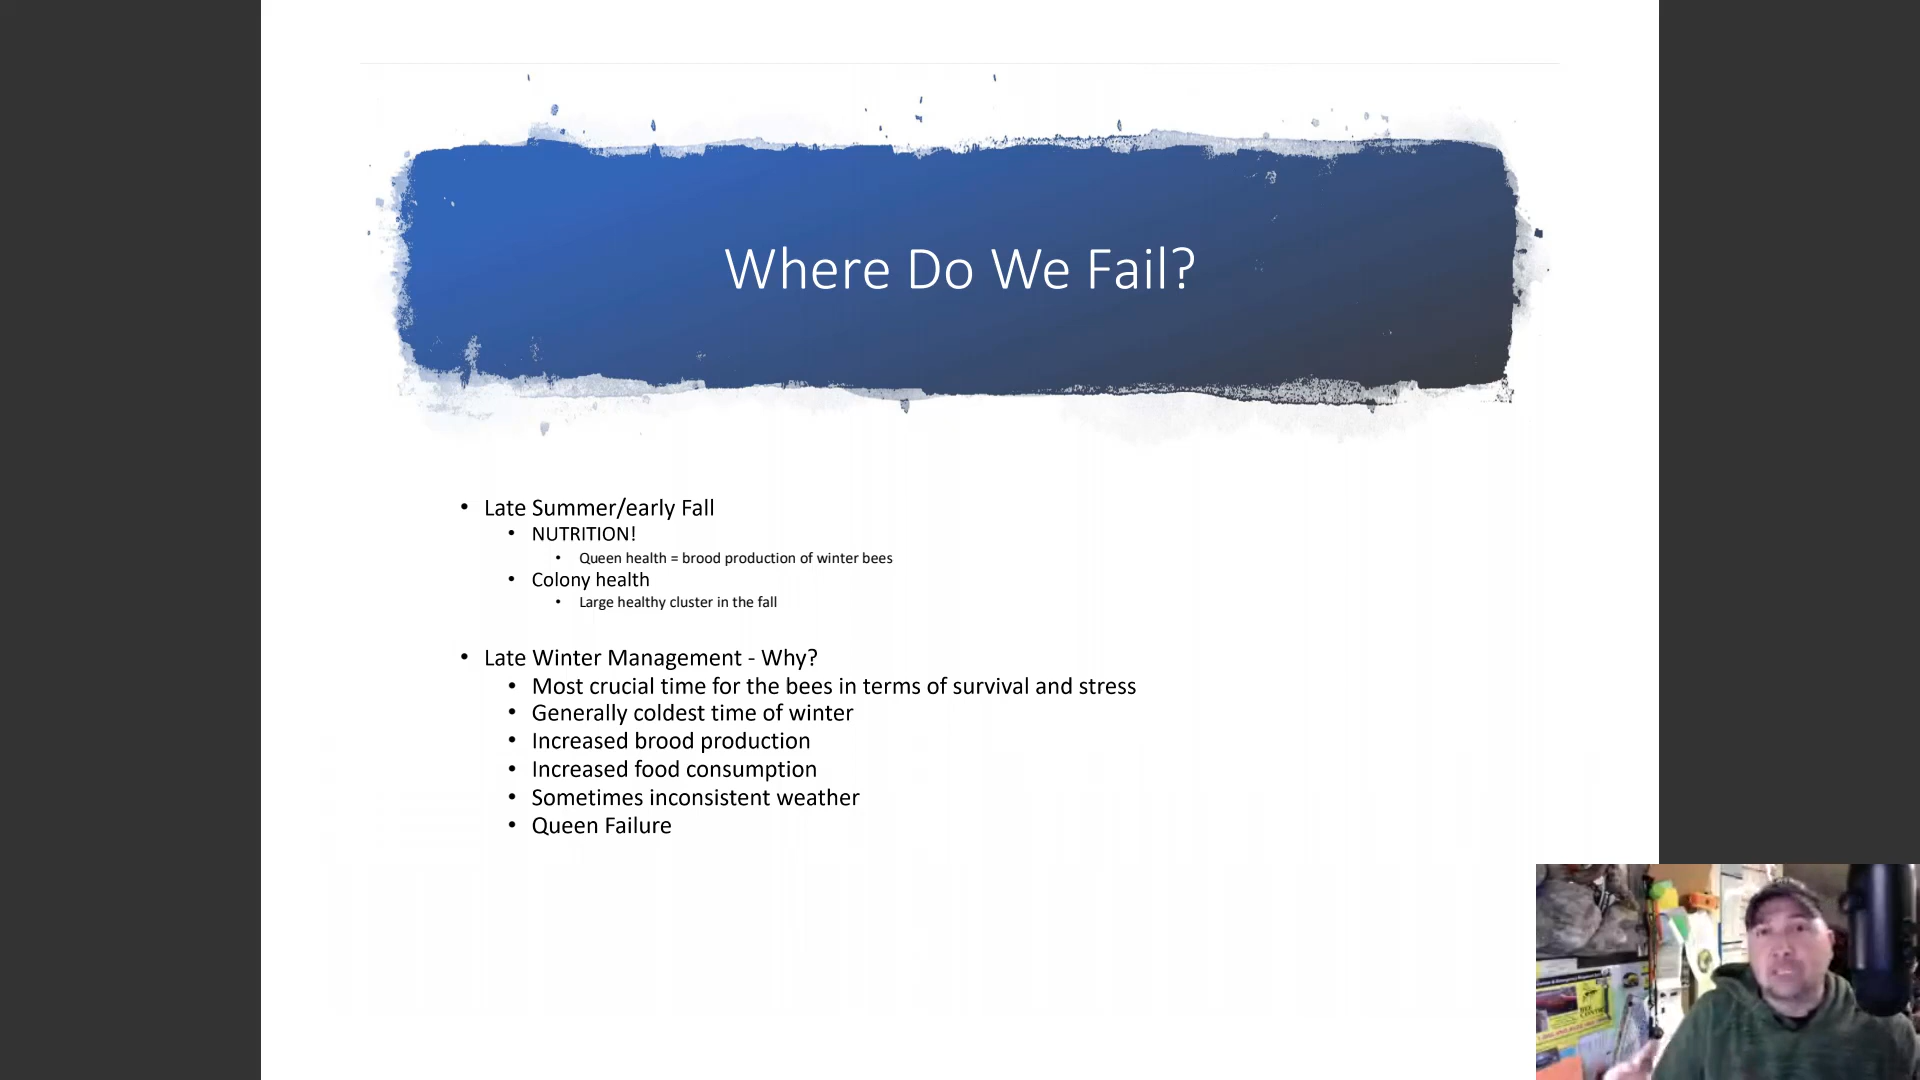 Where Do We Fail?
• Late Summer/early Fall
• NUTRITION!
• Queen health = brood production of winter bees
• Colony health
• Large healthy cluster in the fall
• Late Winter Management - Why?
• Most crucial time for the bees in terms of survival and stress
• Generally coldest time of winter
• Increased brood production
• Increased food consumption
• Sometimes inconsistent weather
• Queen Failure